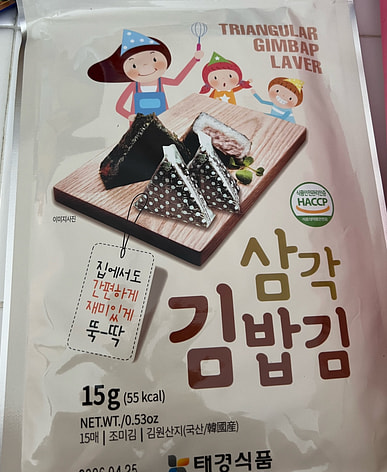 TRIANGULAR
GIMBAP
LAVER
이미지사진
식품안전관리인증
HACCP
집에서도
간편하게
재미있게
뚝-딱
삼각
김밥김
15g (55 kcal)
NET.WT./0.53oz
15매 | 조미김 | 김원산지(국산/韓國産)
태경식품